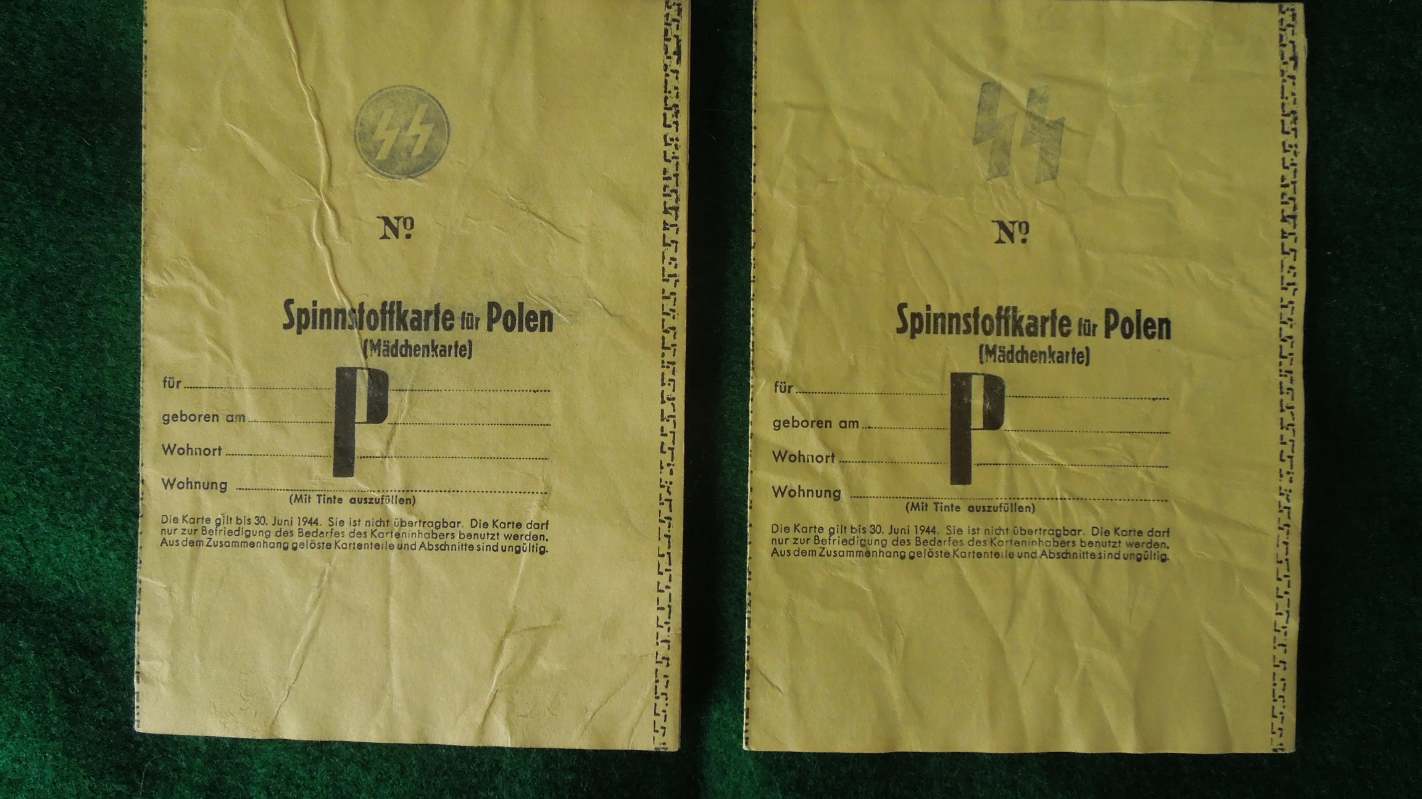 SS
Nº
Spinnstoffkarte für Polen
(Mädchenkarte)
P
für
geboren am
Wohnort
Wohnung
(Mit Tinte auszufüllen)
Die Karte gilt bis 30. Juni 1944. Sie ist nicht übertragbar. Die Karte darf
nur zur Befriedigung des Bedarfes des Karteninhabers benutzt werden.
Aus dem Zusammenhang gelöste Kartenteile und Abschnitte sind ungültig.
SS
Nº
Spinnstoffkarte für Polen
(Mädchenkarte)
P
für
geboren am
Wohnort
Wohnung
(Mit Tinte auszufüllen)
Die Karte gilt bis 30. Juni 1944. Sie ist nicht übertragbar. Die Karte darf
nur zur Befriedigung des Bedarfes des Karteninhabers benutzt werden.
Aus dem Zusammenhang gelöste Kartenteile und Abschnitte sind ungültig.